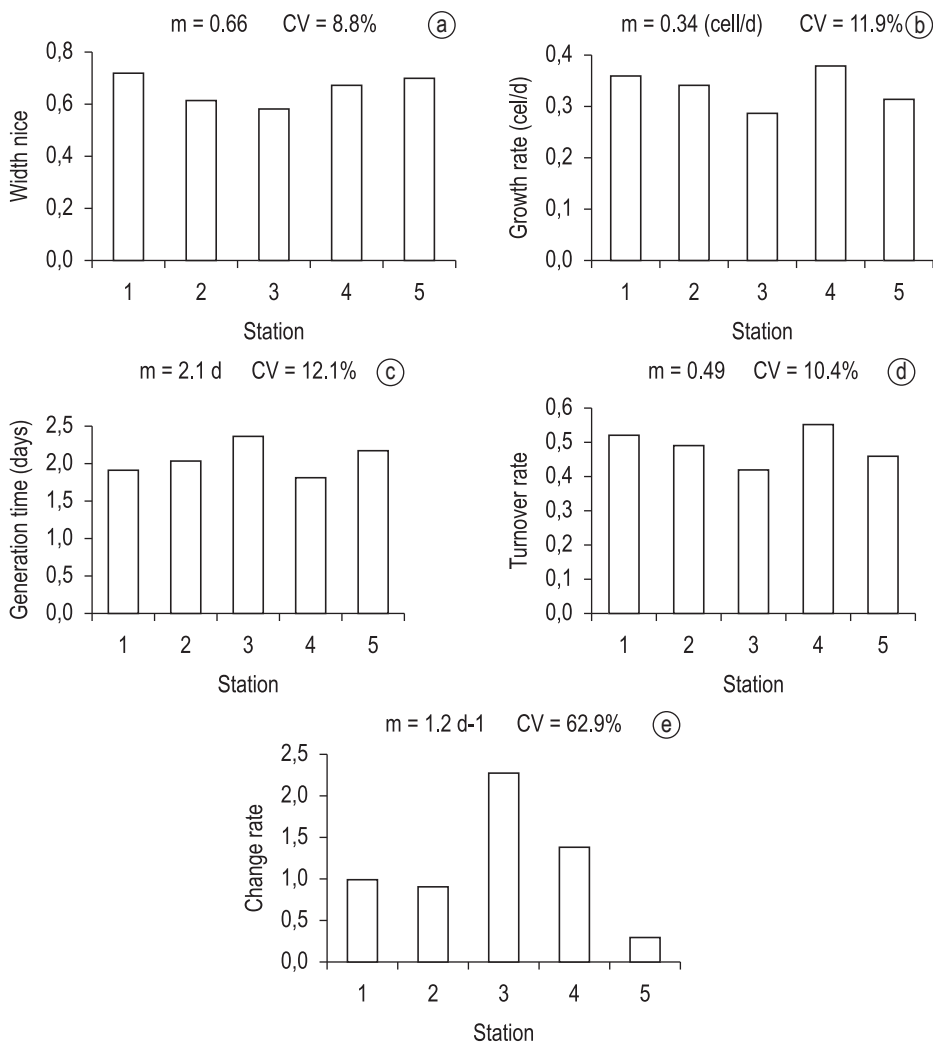 m = 0.66 CV = 8.8% a
Width nice
0,8
0,6
0,4
0,2
0,0
1 2 3 4 5
Station
m = 0.34 (cell/d) CV = 11.9% b
Growth rate (cel/d)
0,4
0,3
0,2
0,1
0,0
1 2 3 4 5
Station
m = 2.1 d CV = 12.1% c
Generation time (days)
2,5
2,0
1,5
1,0
0,5
0,0
1 2 3 4 5
Station
m = 0.49 CV = 10.4% d
Turnover rate
0,6
0,5
0,4
0,3
0,2
0,1
0,0
1 2 3 4 5
Station
m = 1.2 d-1 CV = 62.9% e
Change rate
2,5
2,0
1,5
1,0
0,5
0,0
1 2 3 4 5
Station